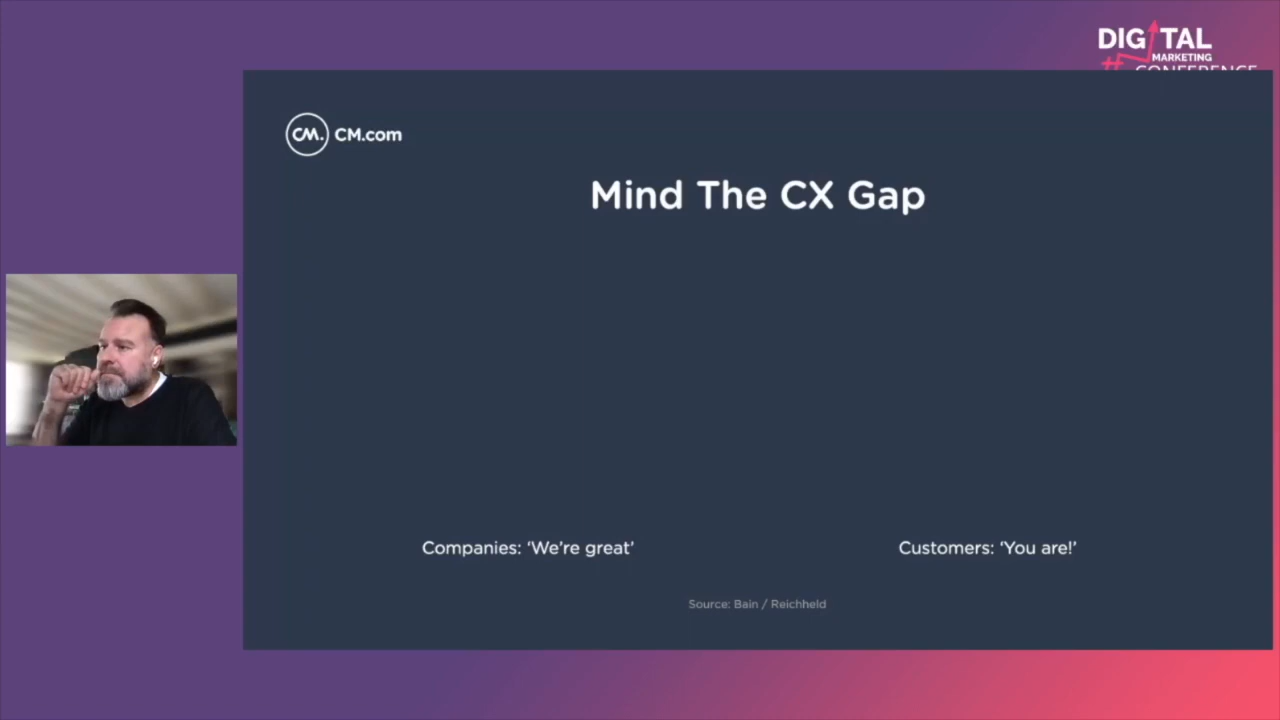 DIGITAL
MARKETING
#CONFERENCE
CM. CM.com
Mind The CX Gap
Companies: ‘We’re great’
Customers: ‘You are!’
Source: Bain / Reichheld